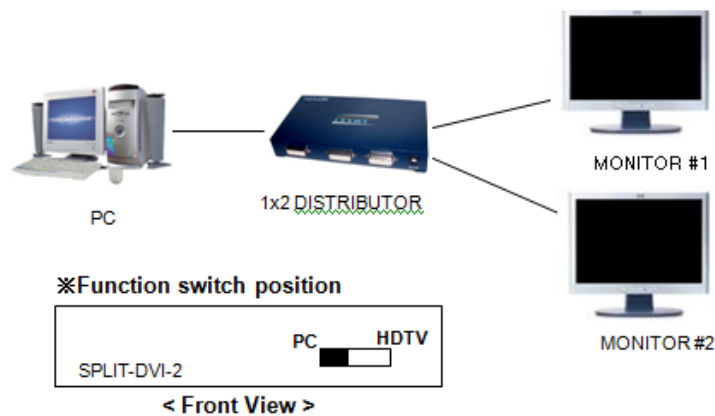 MONITOR #1
PC
1x2 DISTRIBUTOR
※Function switch position
PC HDTV
SPLIT-DVI-2
MONITOR #2
< Front View >